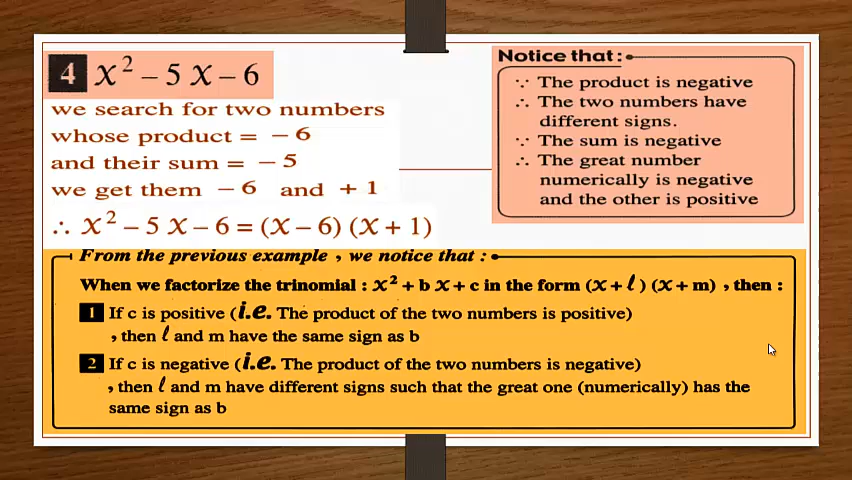 4 x² – 5 x – 6
we search for two numbers
whose product = – 6
and their sum = – 5
we get them – 6 and + 1
∴ x² – 5 x – 6 = (x – 6) (x + 1)
Notice that :
∵ The product is negative
∴ The two numbers have
different signs.
∵ The sum is negative
∴ The great number
numerically is negative
and the other is positive
From the previous example , we notice that :
When we factorize the trinomial : x² + b x + c in the form (x + ℓ) (x + m) , then :
1 If c is positive (i.e. The product of the two numbers is positive)
, then ℓ and m have the same sign as b
2 If c is negative (i.e. The product of the two numbers is negative)
, then ℓ and m have different signs such that the great one (numerically) has the
same sign as b